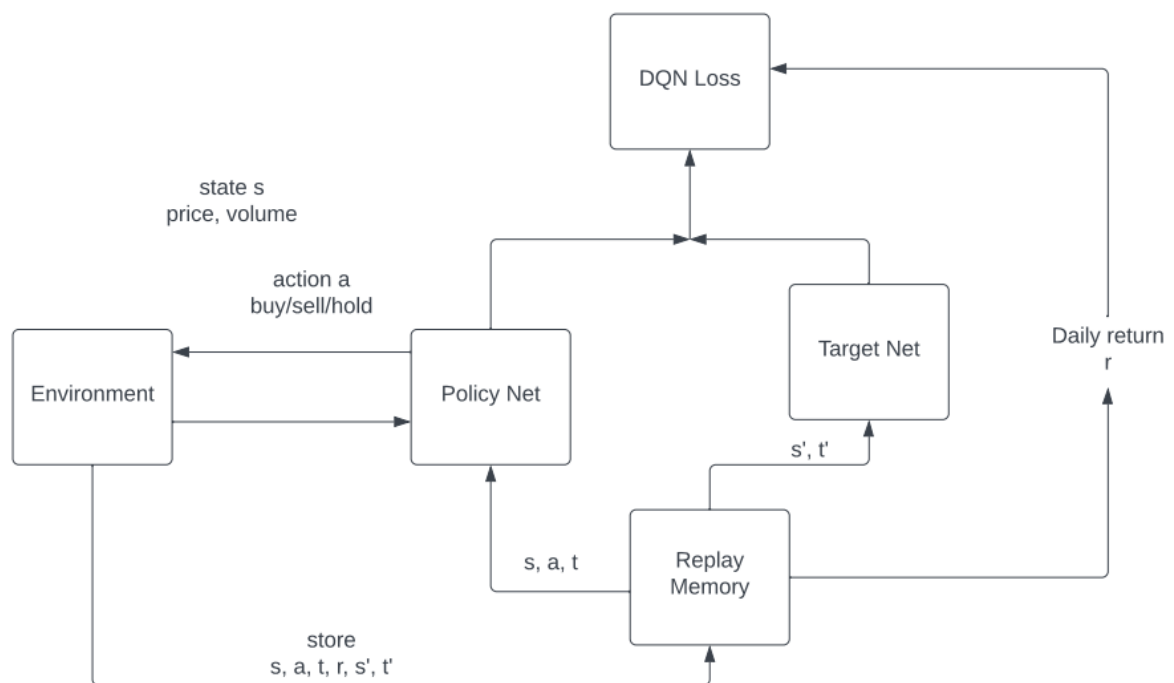 DQN Loss
state s
price, volume
action a
buy/sell/hold
Environment
Policy Net
Target Net
Daily return
r
s', t'
s, a, t
Replay
Memory
store
s, a, t, r, s', t'